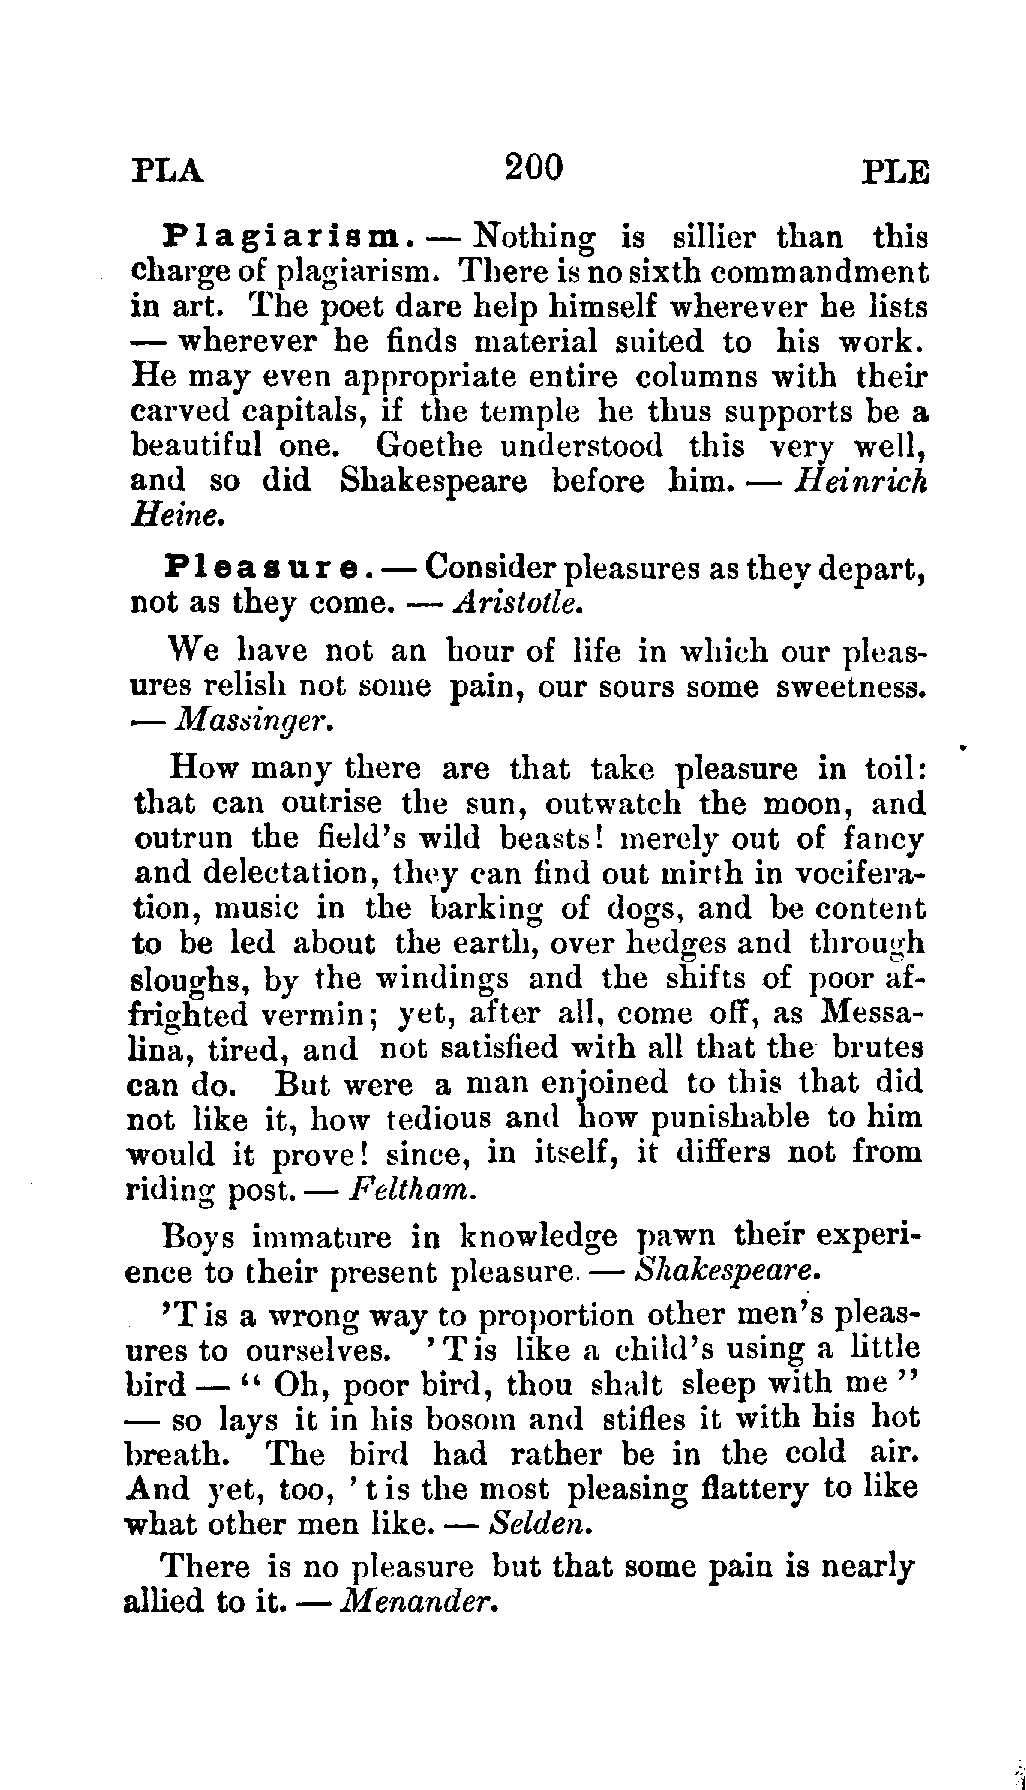 PLA 200 PLE
Plagiarism. — Nothing is sillier than this
charge of plagiarism. There is no sixth commandment
in art. The poet dare help himself wherever he lists
— wherever he finds material suited to his work.
He may even appropriate entire columns with their
carved capitals, if the temple he thus supports be a
beautiful one. Goethe understood this very well,
and so did Shakespeare before him. — Heinrich
Heine.
Pleasure. — Consider pleasures as they depart,
not as they come. — Aristotle.
We have not an hour of life in which our pleas-
ures relish not some pain, our sours some sweetness.
— Massinger.
How many there are that take pleasure in toil:
that can outrise the sun, outwatch the moon, and
outrun the field's wild beasts! merely out of fancy
and delectation, they can find out mirth in vocifera-
tion, music in the barking of dogs, and be content
to be led about the earth, over hedges and through
sloughs, by the windings and the shifts of poor af-
frighted vermin; yet, after all, come off, as Messa-
lina, tired, and not satisfied with all that the brutes
can do. But were a man enjoined to this that did
not like it, how tedious and how punishable to him
would it prove! since, in itself, it differs not from
riding post. — Feltham.
Boys immature in knowledge pawn their experi-
ence to their present pleasure. — Shakespeare.
'T is a wrong way to proportion other men's pleas-
ures to ourselves. 'T is like a child's using a little
bird — "Oh, poor bird, thou shalt sleep with me"
— so lays it in his bosom and stifles it with his hot
breath. The bird had rather be in the cold air.
And yet, too, 't is the most pleasing flattery to like
what other men like. — Selden.
There is no pleasure but that some pain is nearly
allied to it. — Menander.